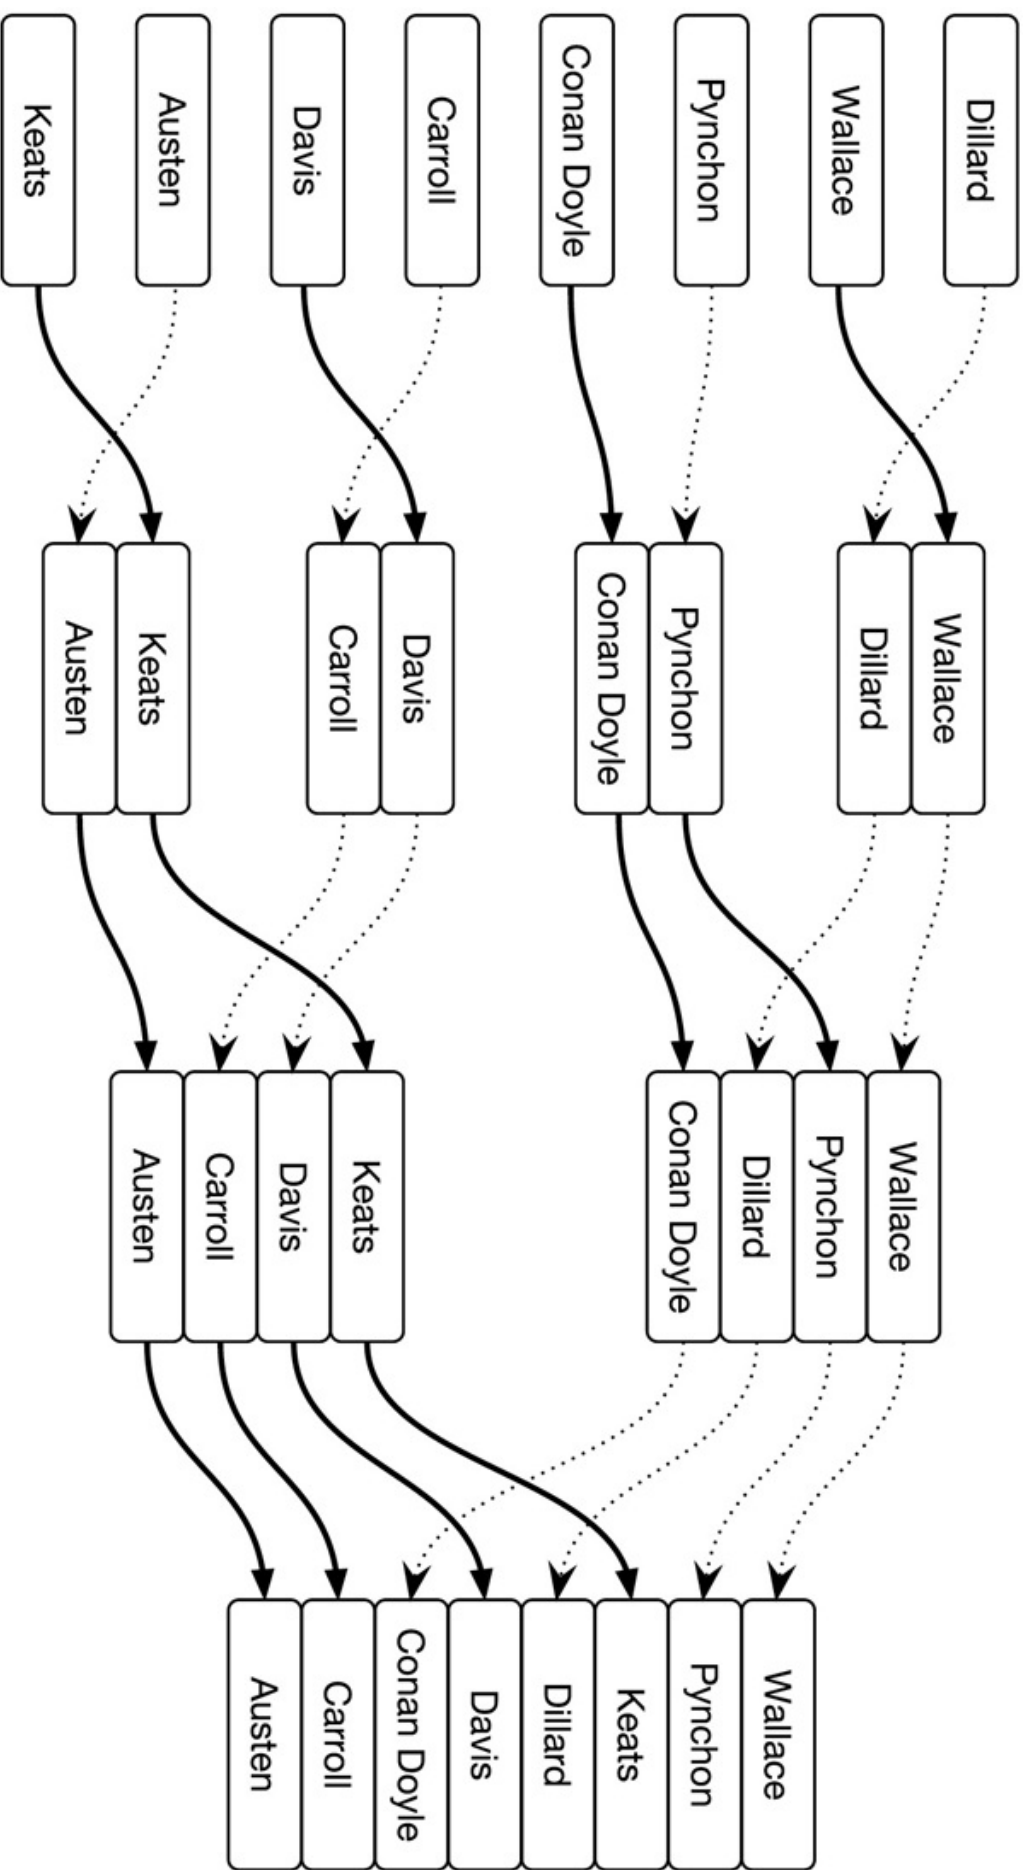 Dillard
Wallace
Pynchon
Conan Doyle
Carroll
Davis
Austen
Keats
Wallace
Dillard
Pynchon
Conan Doyle
Davis
Carroll
Keats
Austen
Wallace
Pynchon
Dillard
Conan Doyle
Keats
Davis
Carroll
Austen
Wallace
Pynchon
Keats
Dillard
Davis
Conan Doyle
Carroll
Austen